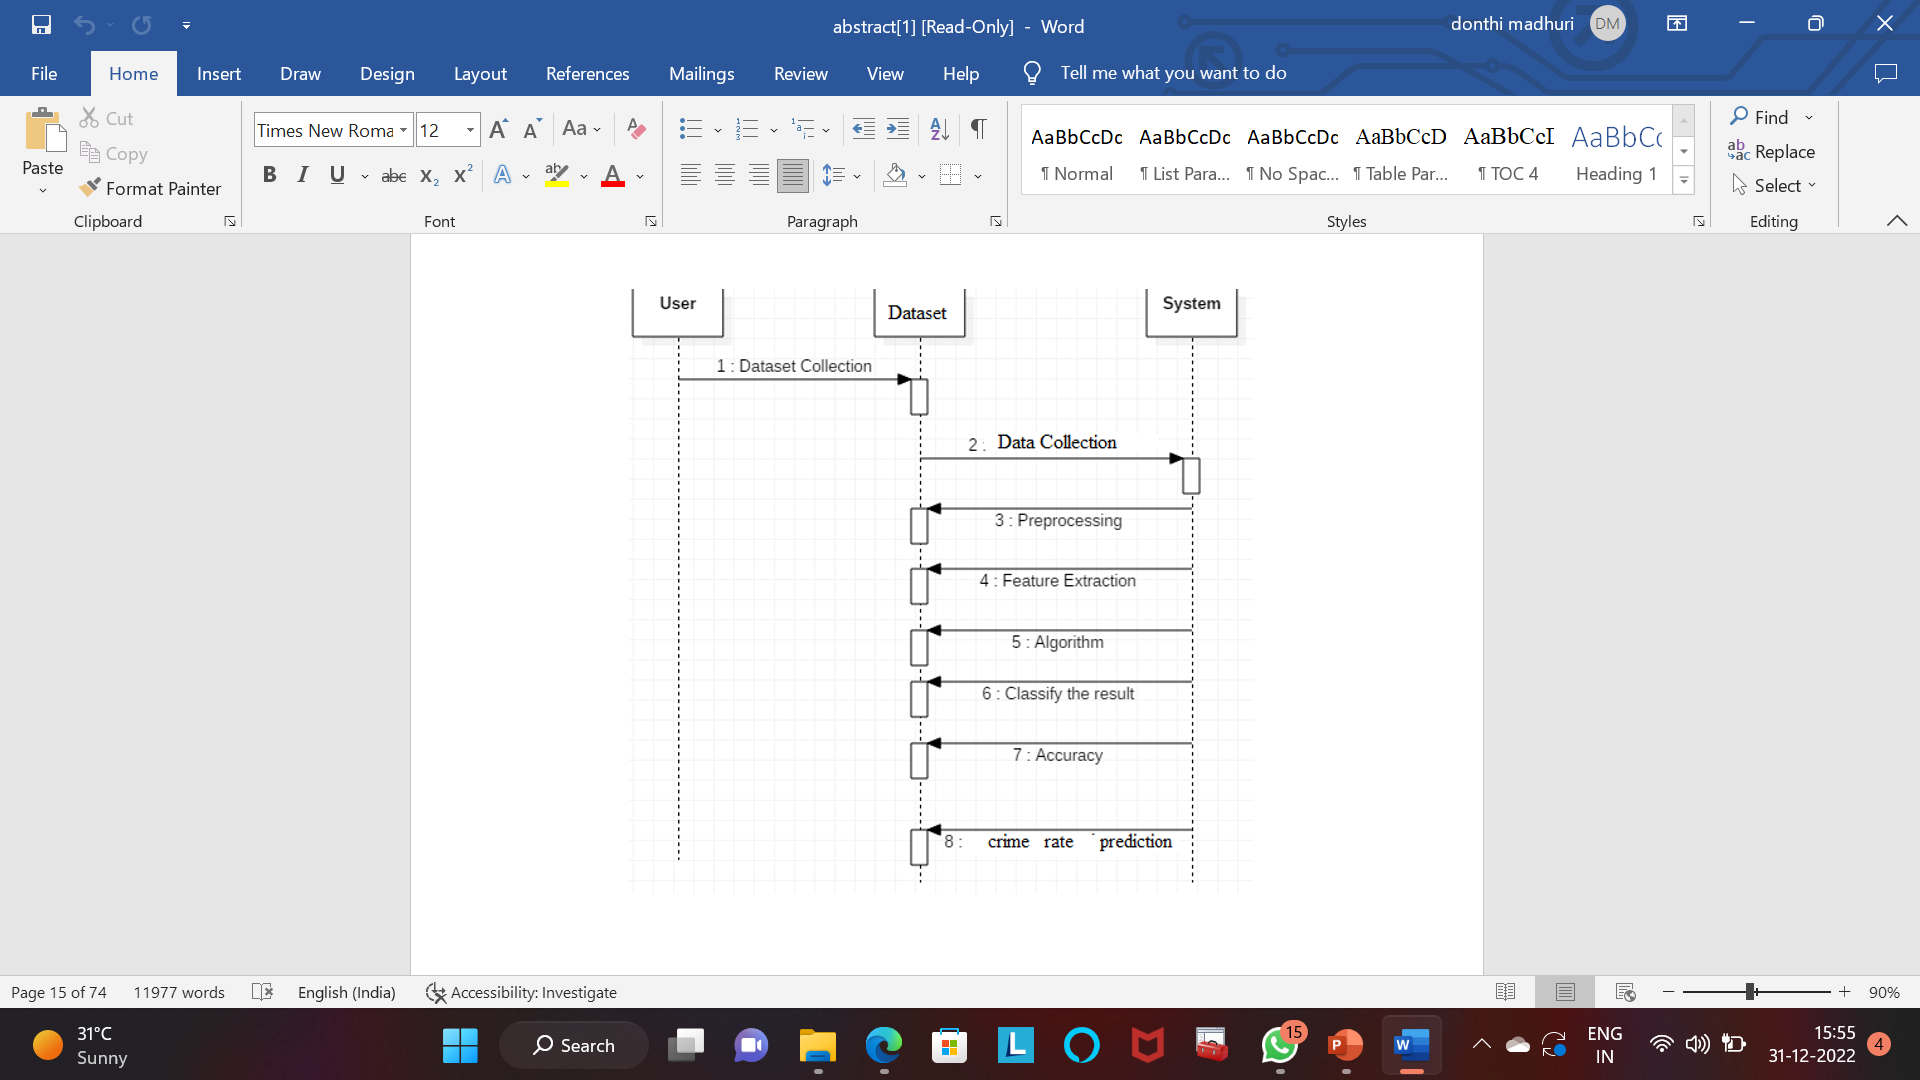 abstract[1] [Read-Only] - Word
donthi madhuri
DM
File
Home
Insert
Draw
Design
Layout
References
Mailings
Review
View
Help
Tell me what you want to do
Paste
Cut
Copy
Format Painter
Clipboard
Times New Roma
12
Font
Paragraph
AaBbCcDc
¶ Normal
AaBbCcDc
¶ List Para...
AaBbCcDc
¶ No Spac...
AaBbCcD
¶ Table Par...
AaBbCcI
¶ TOC 4
AaBbCc
Heading 1
Styles
Find
Replace
Select
Editing
User
Dataset
System
1 : Dataset Collection
2 : Data Collection
3 : Preprocessing
4 : Feature Extraction
5 : Algorithm
6 : Classify the result
7 : Accuracy
8 : crime rate prediction
Page 15 of 74
11977 words
English (India)
Accessibility: Investigate
90%
31°C
Sunny
Search
15
ENG
IN
15:55
31-12-2022
4